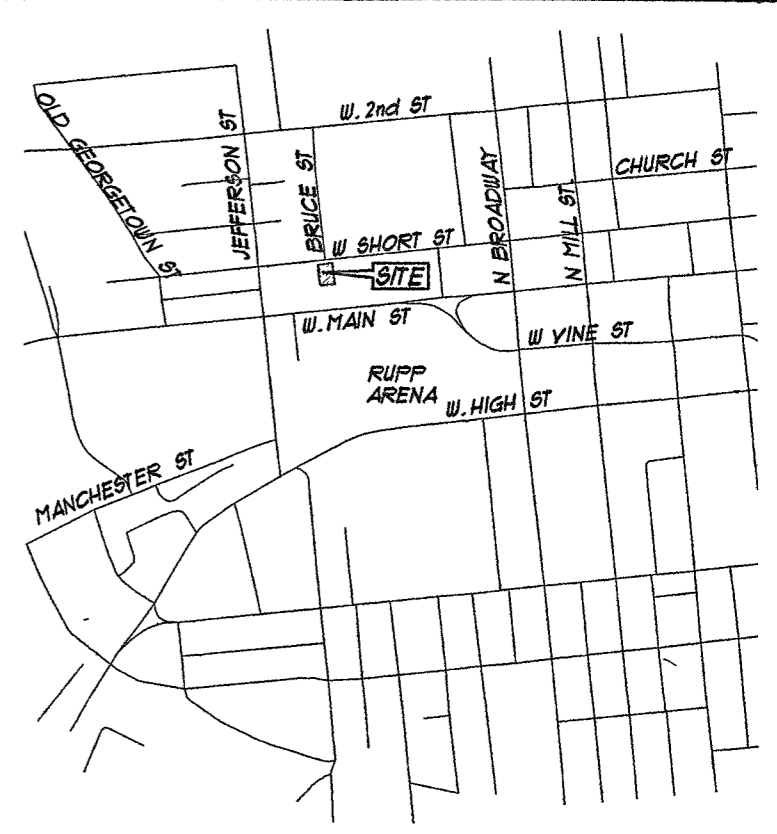 W. 2nd ST
OLD GEORGETOWN ST
JEFFERSON ST
BRUCE ST
N BROADWAY
N MILL ST.
CHURCH ST
W SHORT ST
SITE
W. MAIN ST
W VINE ST
RUPP
ARENA
W. HIGH ST
MANCHESTER ST